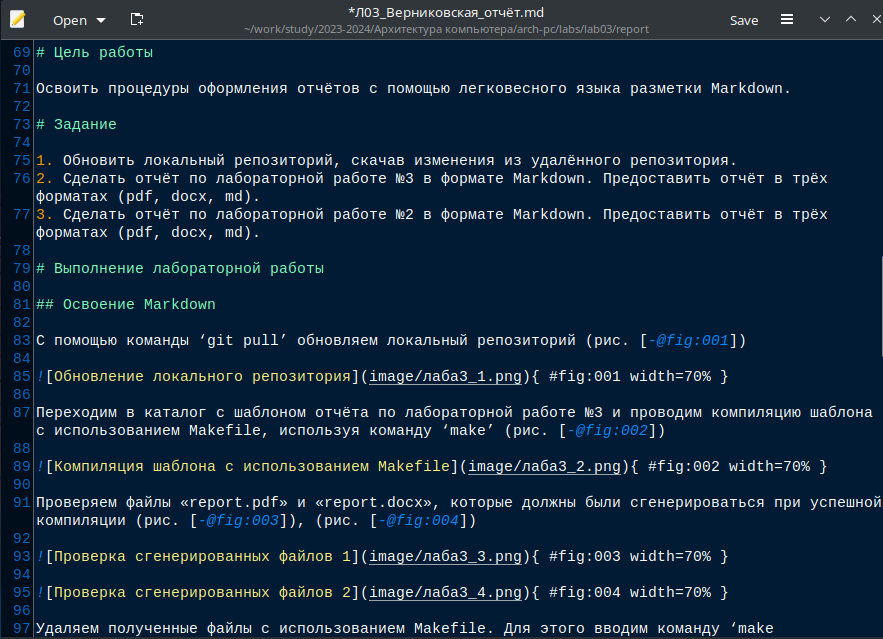 Open
*Л03_Верниковская_отчёт.md
~/work/study/2023-2024/Архитектура компьютера/arch-pc/labs/lab03/report
Save
69 # Цель работы
70
71 Освоить процедуры оформления отчётов с помощью легковесного языка разметки Markdown.
72
73 # Задание
74
75 1. Обновить локальный репозиторий, скачав изменения из удалённого репозитория.
76 2. Сделать отчёт по лабораторной работе №3 в формате Markdown. Предоставить отчёт в трёх
форматах (pdf, docx, md).
77 3. Сделать отчёт по лабораторной работе №2 в формате Markdown. Предоставить отчёт в трёх
форматах (pdf, docx, md).
78
79 # Выполнение лабораторной работы
80
81 ## Освоение Markdown
82
83 С помощью команды ‘git pull’ обновляем локальный репозиторий (рис. [-@fig:001])
84
85 ![Обновление локального репозитория](image/лаба3_1.png){ #fig:001 width=70% }
86
87 Переходим в каталог с шаблоном отчёта по лабораторной работе №3 и проводим компиляцию шаблона
с использованием Makefile, используя команду ‘make’ (рис. [-@fig:002])
88
89 ![Компиляция шаблона с использованием Makefile](image/лаба3_2.png){ #fig:002 width=70% }
90
91 Проверяем файлы «report.pdf» и «report.docx», которые должны были сгенерироваться при успешной
компиляции (рис. [-@fig:003]), (рис. [-@fig:004])
92
93 ![Проверка сгенерированных файлов 1](image/лаба3_3.png){ #fig:003 width=70% }
94
95 ![Проверка сгенерированных файлов 2](image/лаба3_4.png){ #fig:004 width=70% }
96
97 Удаляем полученные файлы с использованием Makefile. Для этого вводим команду ‘make